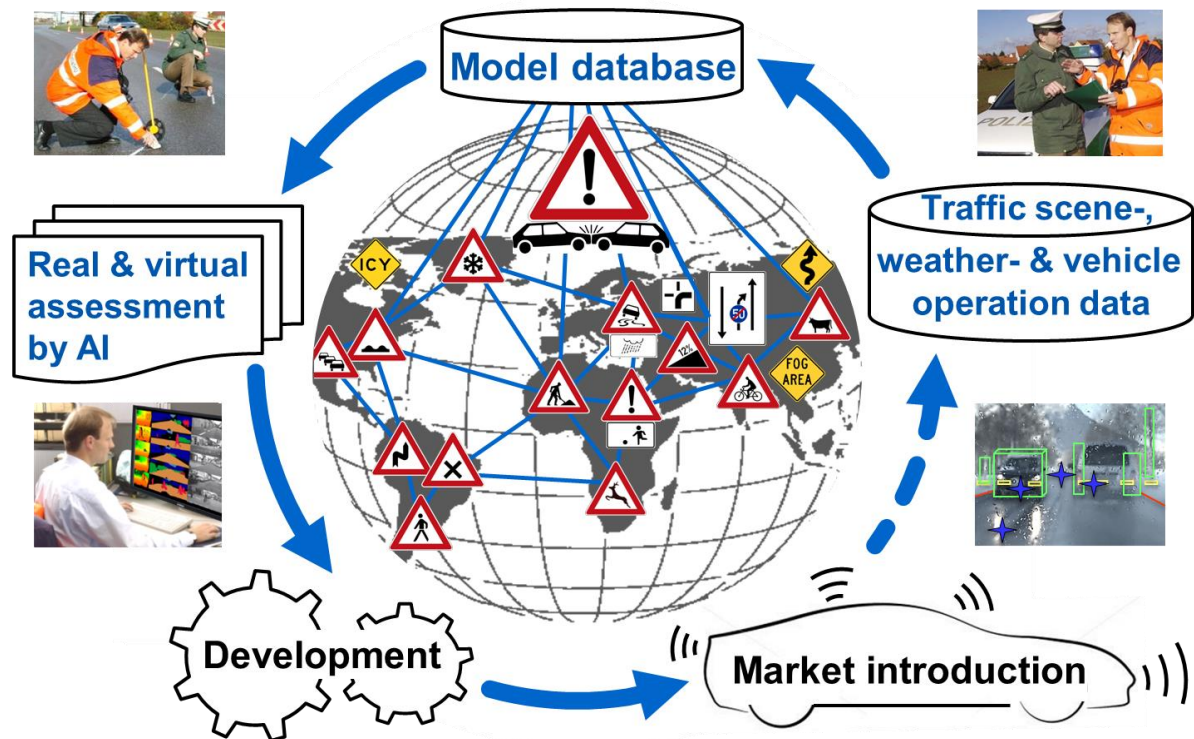 Model database
POLIZEI
Traffic scene-,
weather- & vehicle
operation data
Real & virtual
assessment
by AI
ICY
12%
50
FOG
AREA
Development
Market introduction